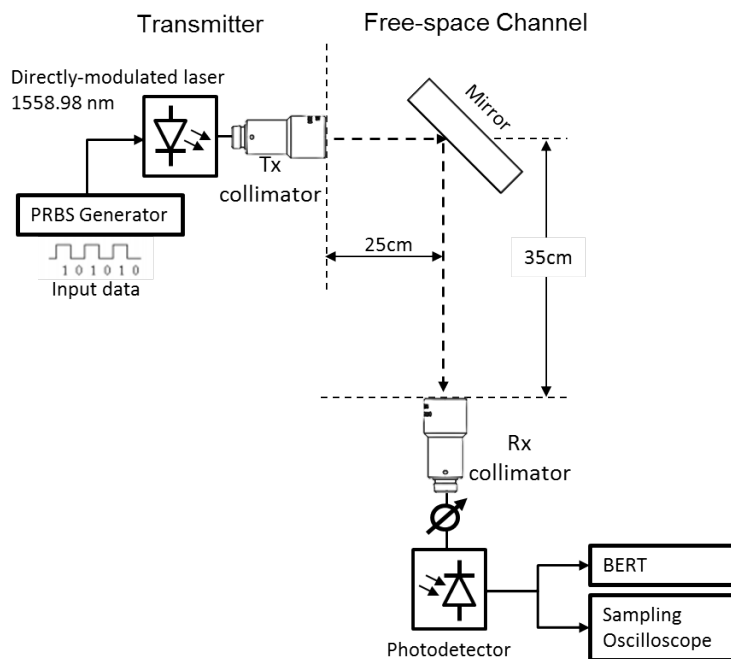 Transmitter
Free-space Channel
Directly-modulated laser
1558.98 nm
Mirror
Tx
collimator
PRBS Generator
1 0 1 0 1 0
Input data
25cm
35cm
Rx
collimator
BERT
Sampling
Oscilloscope
Photodetector